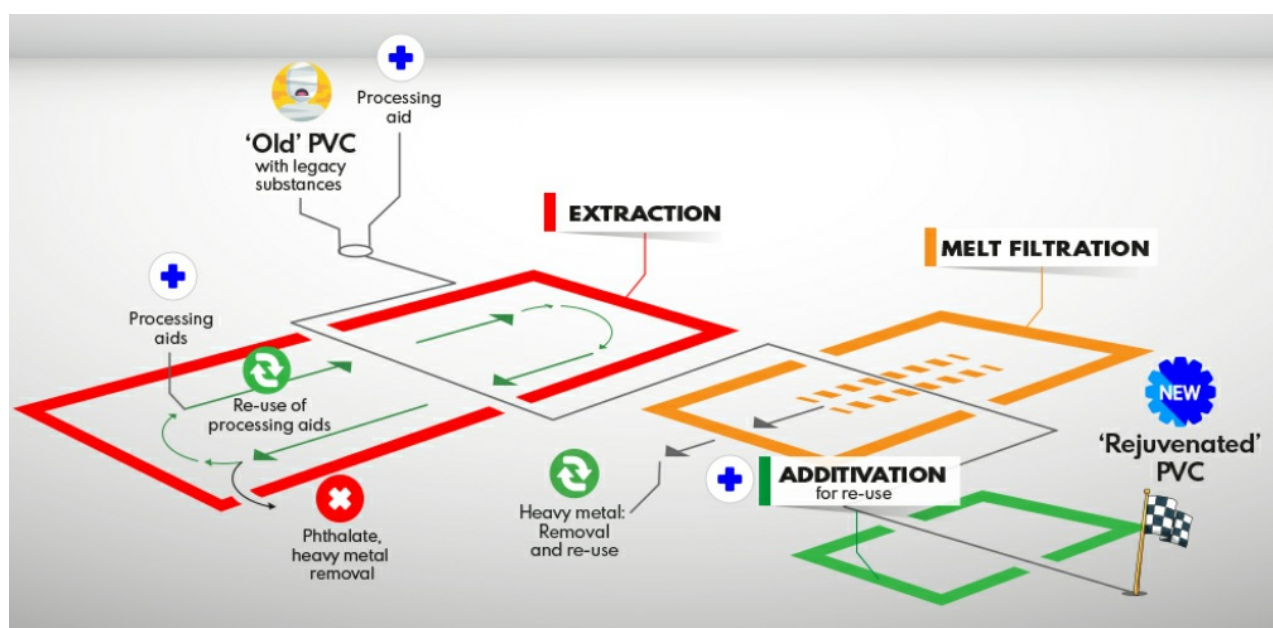 Processing
aid
‘Old’ PVC
with legacy
substances
EXTRACTION
MELT FILTRATION
Processing
aids
Re-use of
processing aids
NEW
‘Rejuvenated’
PVC
ADDITIVATION
for re-use
Heavy metal:
Removal
and re-use
Phthalate,
heavy metal
removal